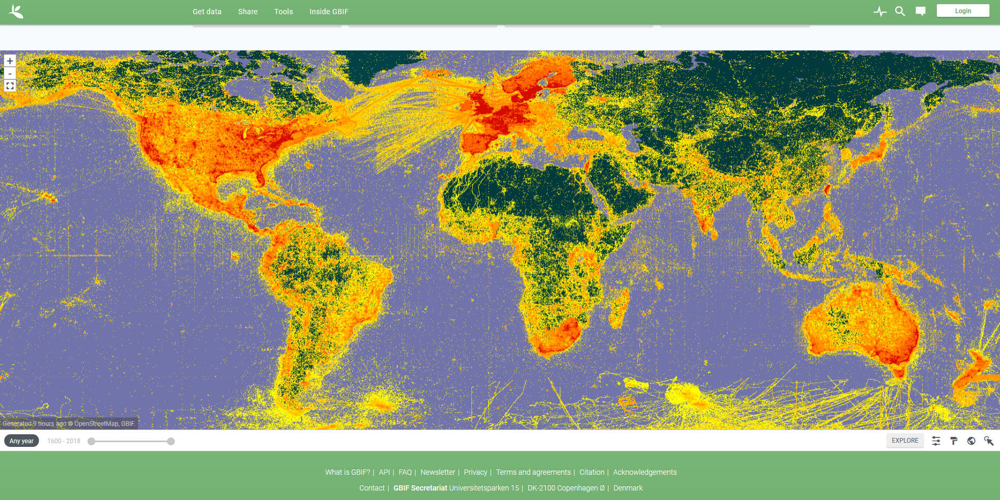 Get data Share Tools Inside GBIF Login
+
-
Generated 9 hours ago © OpenStreetMap, GBIF.
Any year 1600 - 2018 EXPLORE
What is GBIF? | API | FAQ | Newsletter | Privacy | Terms and agreements | Citation | Acknowledgements
Contact | GBIF Secretariat Universitetsparken 15 | DK-2100 Copenhagen Ø | Denmark